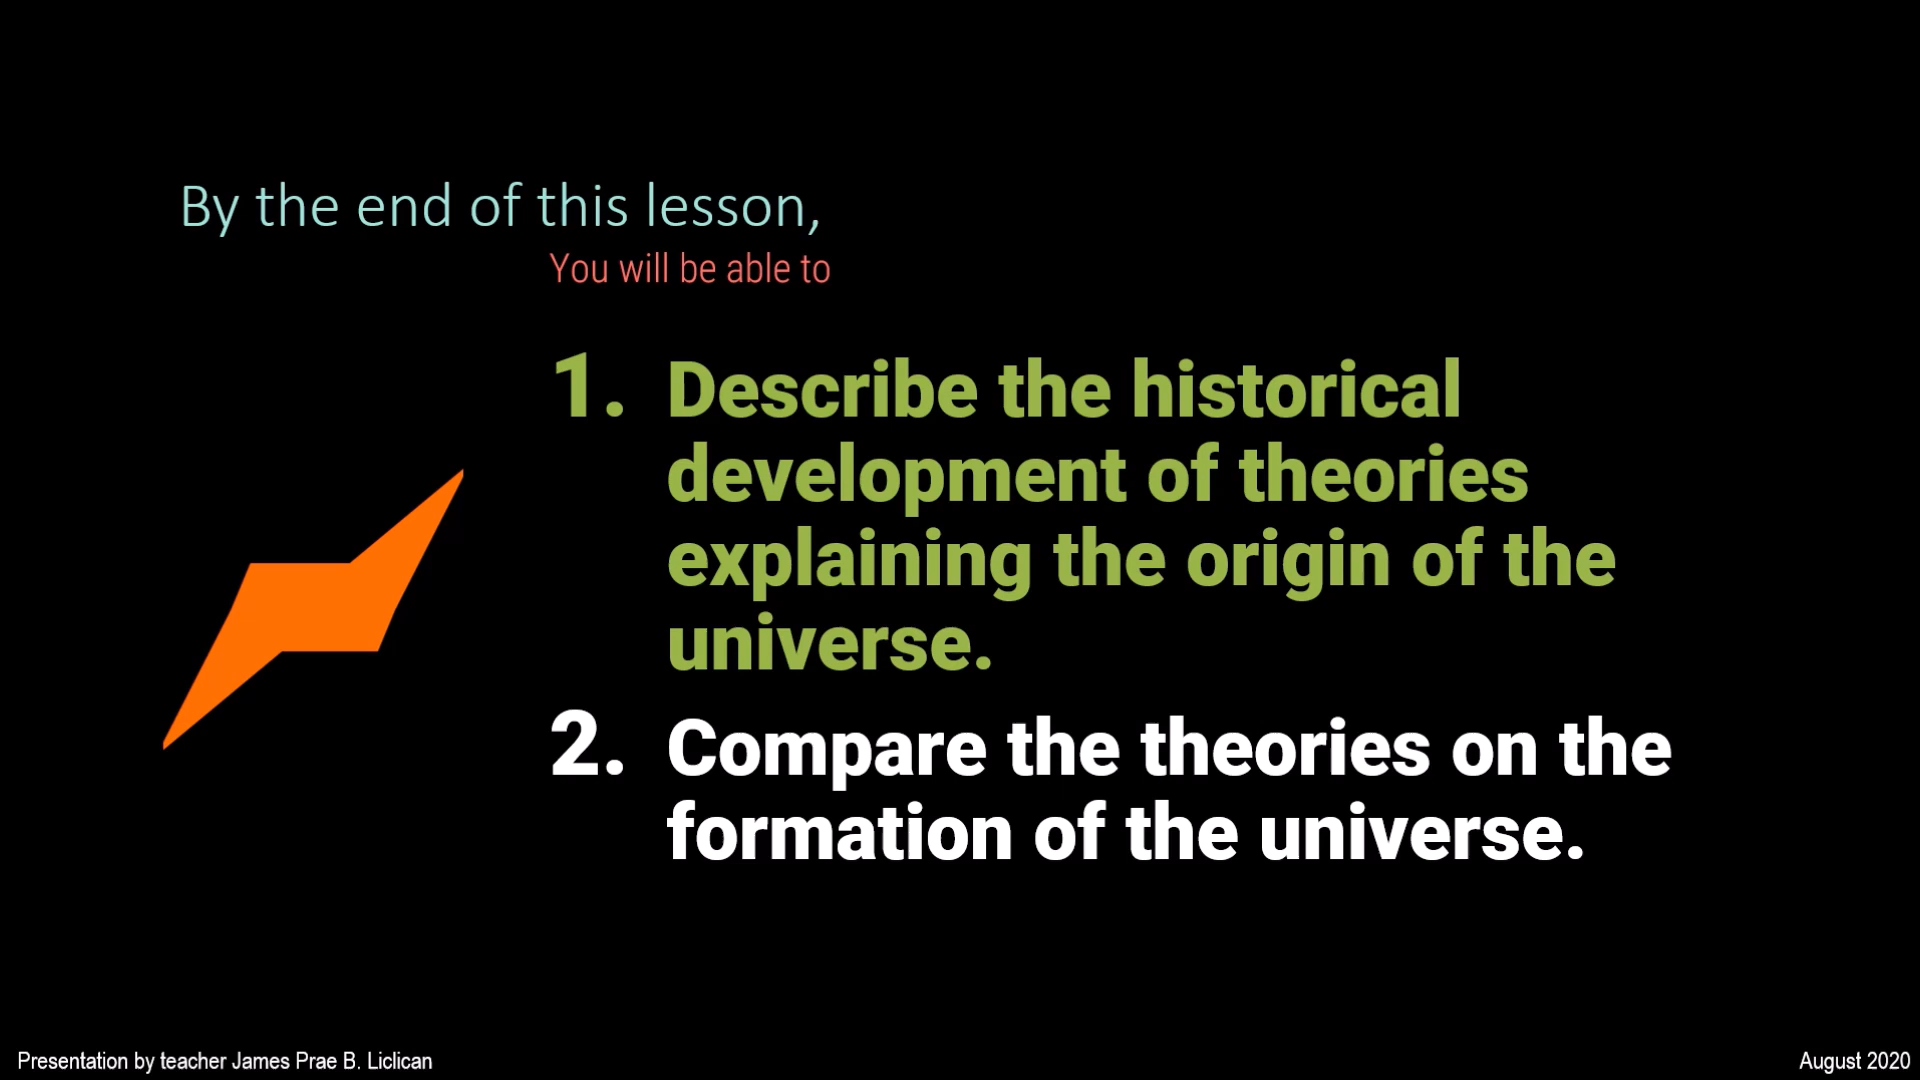 By the end of this lesson,
You will be able to
1. Describe the historical
development of theories
explaining the origin of the
universe.
2. Compare the theories on the
formation of the universe.
Presentation by teacher James Prae B. Liclican
August 2020